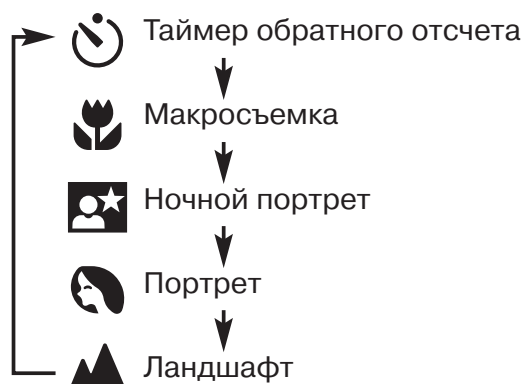 Таймер обратного отсчета
Макросъемка
Ночной портрет
Портрет
Ландшафт